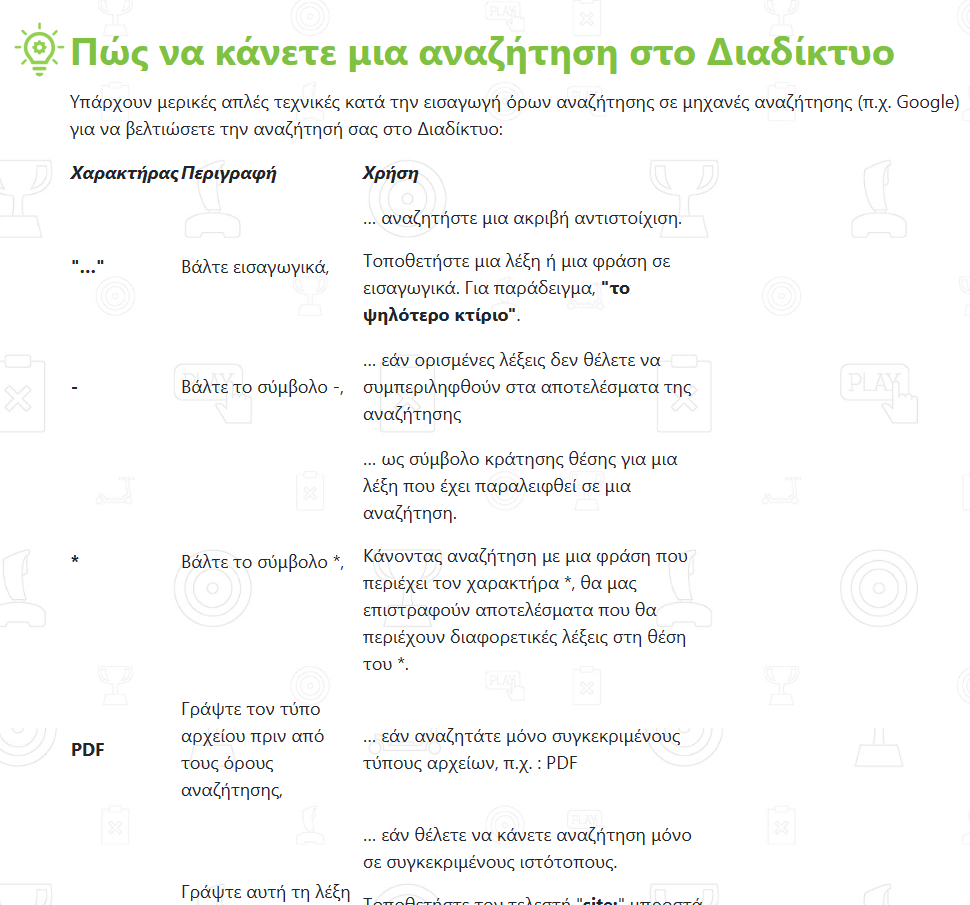 Πώς να κάνετε μια αναζήτηση στο Διαδίκτυο
Υπάρχουν μερικές απλές τεχνικές κατά την εισαγωγή όρων αναζήτησης σε μηχανές αναζήτησης (π.χ. Google)
για να βελτιώσετε την αναζήτησή σας στο Διαδίκτυο:
Χαρακτήρας Περιγραφή Χρήση
... αναζητήστε μια ακριβή αντιστοίχιση.
"..." Βάλτε εισαγωγικά, Τοποθετήστε μια λέξη ή μια φράση σε
εισαγωγικά. Για παράδειγμα, "το
ψηλότερο κτίριο".
... εάν ορισμένες λέξεις δεν θέλετε να
- Βάλτε το σύμβολο -, συμπεριληφθούν στα αποτελέσματα της
αναζήτησης
... ως σύμβολο κράτησης θέσης για μια
λέξη που έχει παραλειφθεί σε μια
αναζήτηση.
* Βάλτε το σύμβολο *, Κάνοντας αναζήτηση με μια φράση που
περιέχει τον χαρακτήρα *, θα μας
επιστραφούν αποτελέσματα που θα
περιέχουν διαφορετικές λέξεις στη θέση
του *.
PDF
Γράψτε τον τύπο
αρχείου πριν από
τους όρους
αναζήτησης,
... εάν αναζητάτε μόνο συγκεκριμένους
τύπους αρχείων, π.χ. : PDF
... εάν θέλετε να κάνετε αναζήτηση μόνο
σε συγκεκριμένους ιστότοπους.
Γράψτε αυτή τη λέξη
Τοποθετήστε τον τελεστή "site:" μπροστά
PLAY
PLAY
PLAY
PLAY
PLAY